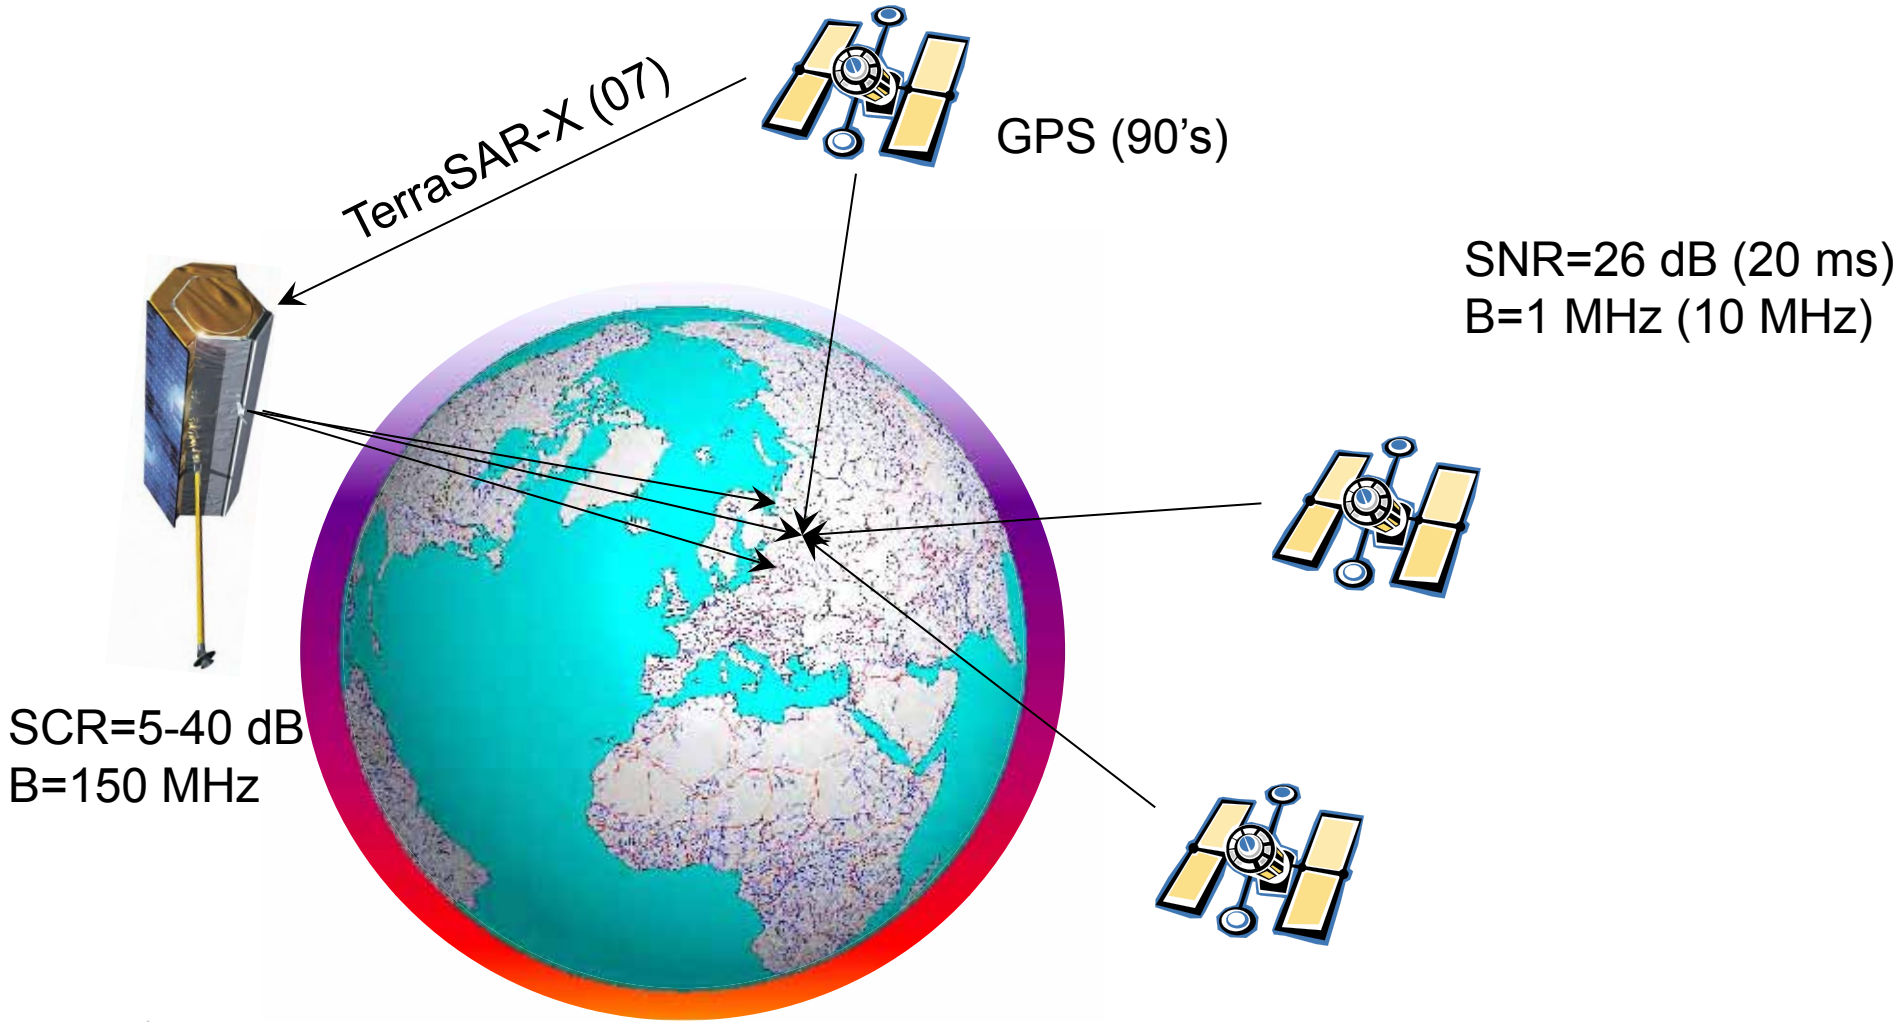 TerraSAR-X (07)
GPS (90's)
SNR=26 dB (20 ms)
B=1 MHz (10 MHz)
SCR=5-40 dB
B=150 MHz